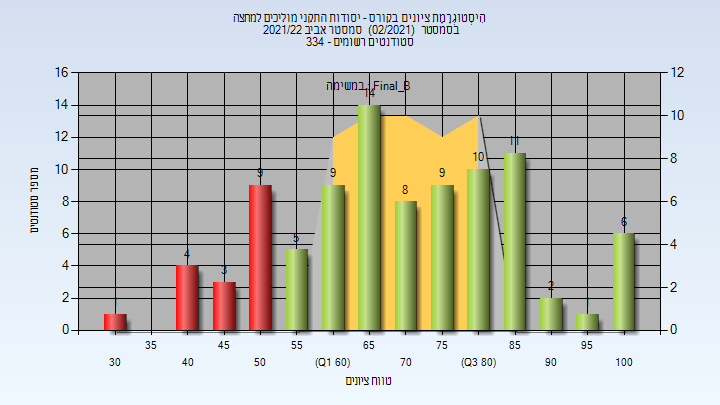 היסטוגרמת ציונים בקורס - יסודות התקני מוליכים למחצה
בסמסטר (02/2021) סמסטר אביב 2021/22
סטודנטים רשומים - 334
במשימה : Final_B
מספר סטודנטים
16 14 12 10 8 6 4 2 0
12 10 8 6 4 2 0
4 3 9 5 9 14 8 9 10 11 2 6
35 45 55 65 75 85 95
30 40 50 (Q1 60) 70 (Q3 80) 90 100
טווח ציונים